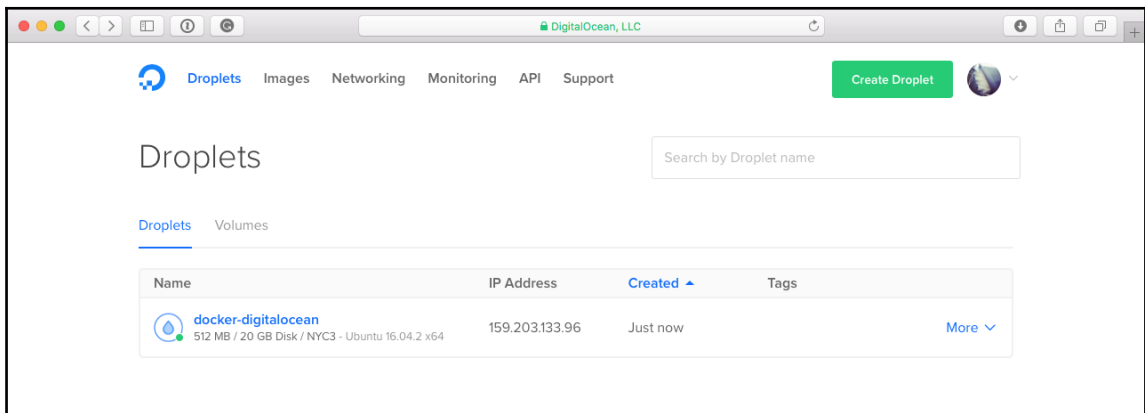 DigitalOcean, LLC
Droplets Images Networking Monitoring API Support Create Droplet
Droplets
Search by Droplet name
Droplets Volumes
Name IP Address Created Tags
docker-digitalocean
512 MB / 20 GB Disk / NYC3 - Ubuntu 16.04.2 x64
159.203.133.96 Just now More